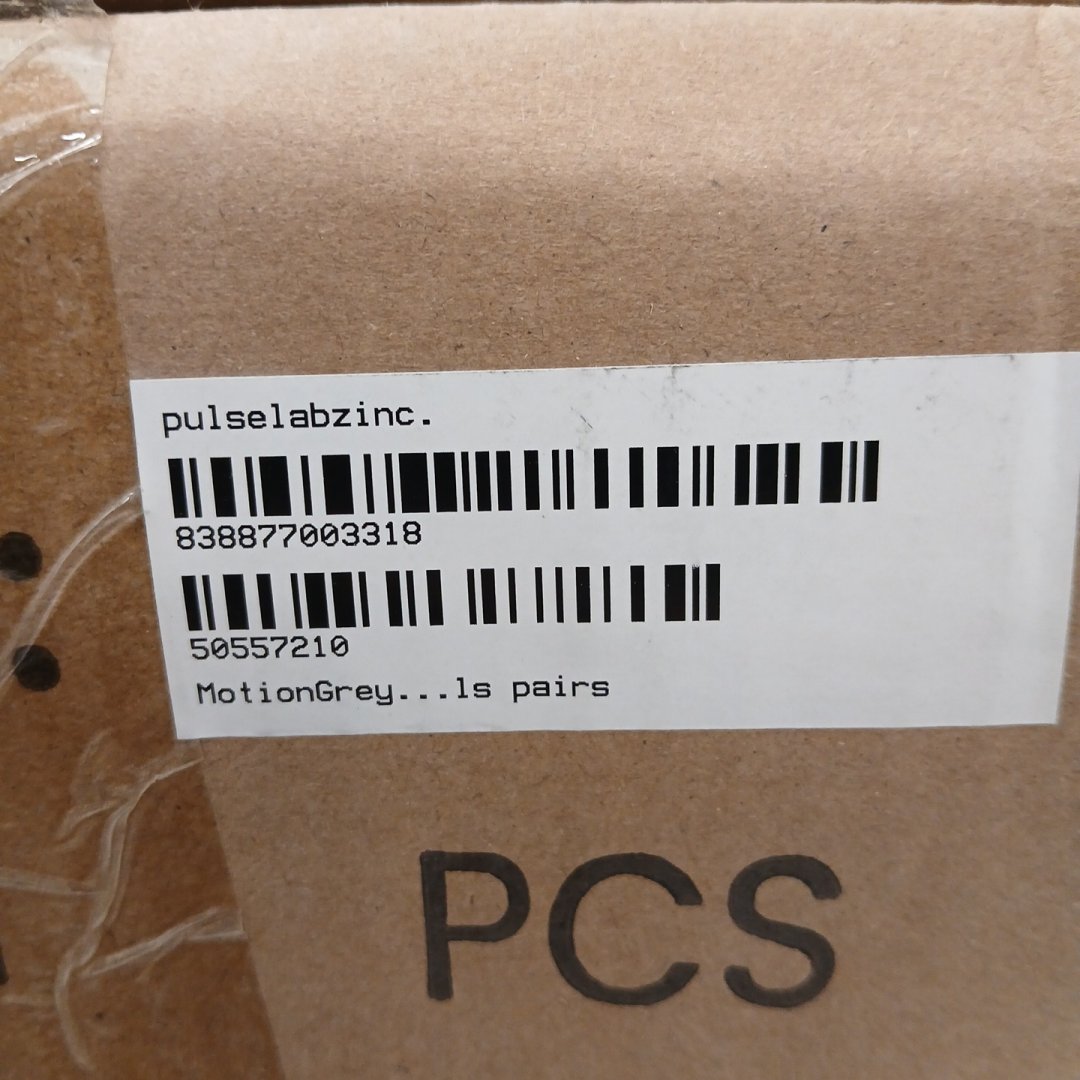 pulselabzinc.
838877003318
50557210
MotionGrey...ls pairs
PCS